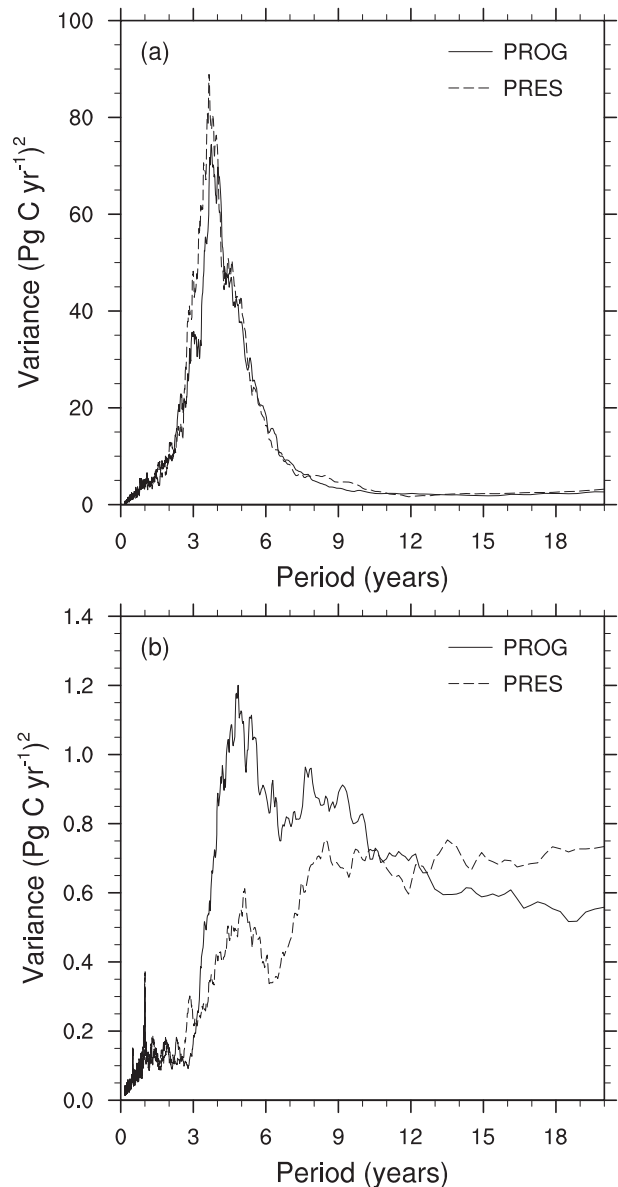 100
(a)
PROG
PRES
80
60
40
20
0
Variance (Pg C yr⁻¹)²
0 3 6 9 12 15 18
Period (years)
1.4
(b)
PROG
PRES
1.2
1.0
0.8
0.6
0.4
0.2
0.0
Variance (Pg C yr⁻¹)²
0 3 6 9 12 15 18
Period (years)